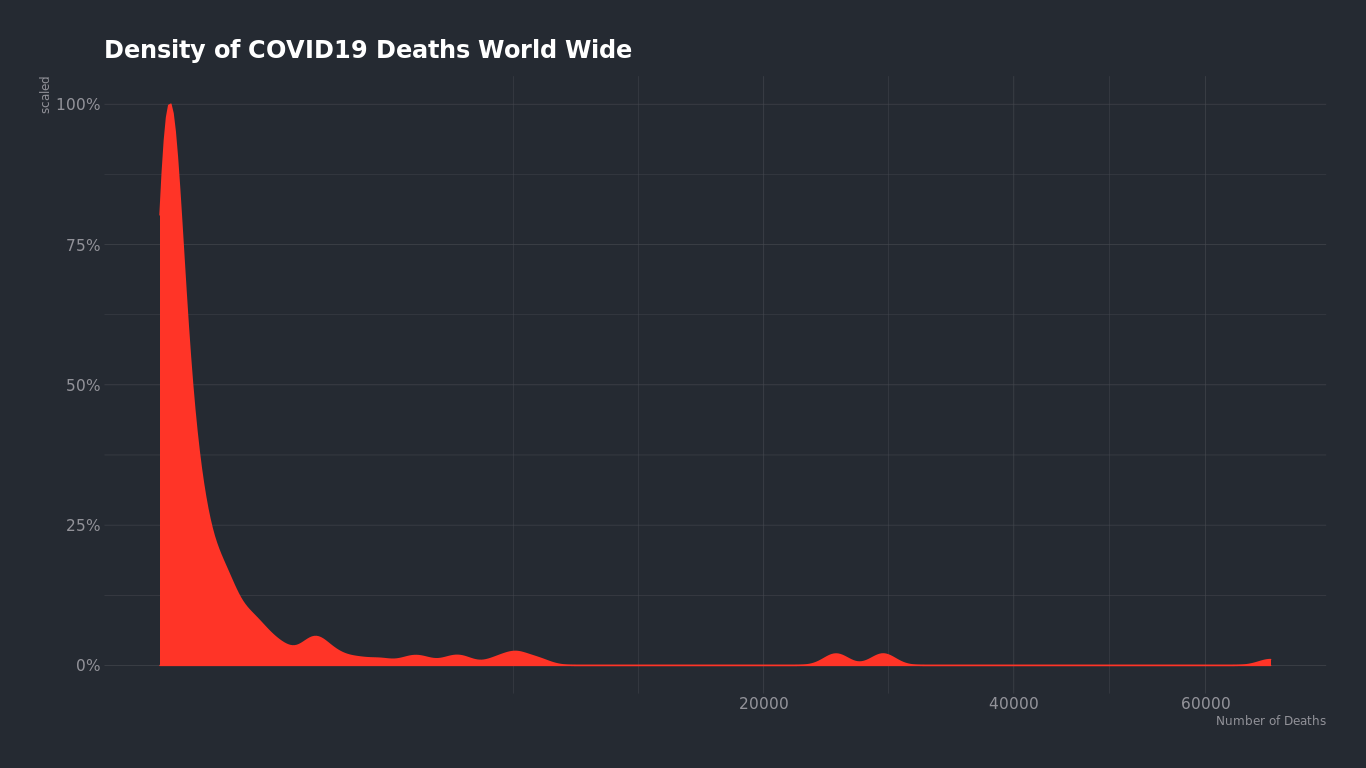 Density of COVID19 Deaths World Wide
scaled
100%
75%
50%
25%
0%
20000 40000 60000
Number of Deaths